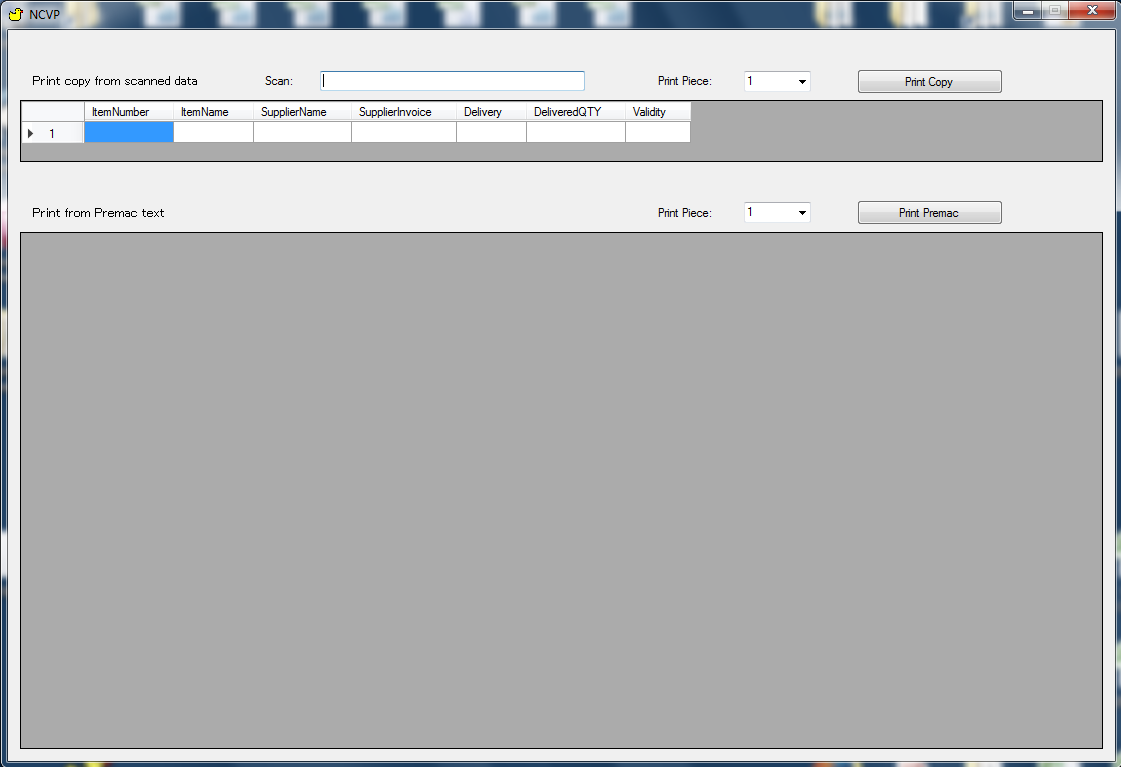 NCVP
Print copy from scanned data Scan: Print Piece: 1 Print Copy
ItemNumber ItemName SupplierName SupplierInvoice Delivery DeliveredQTY Validity
1
Print from Premac text Print Piece: 1 Print Premac